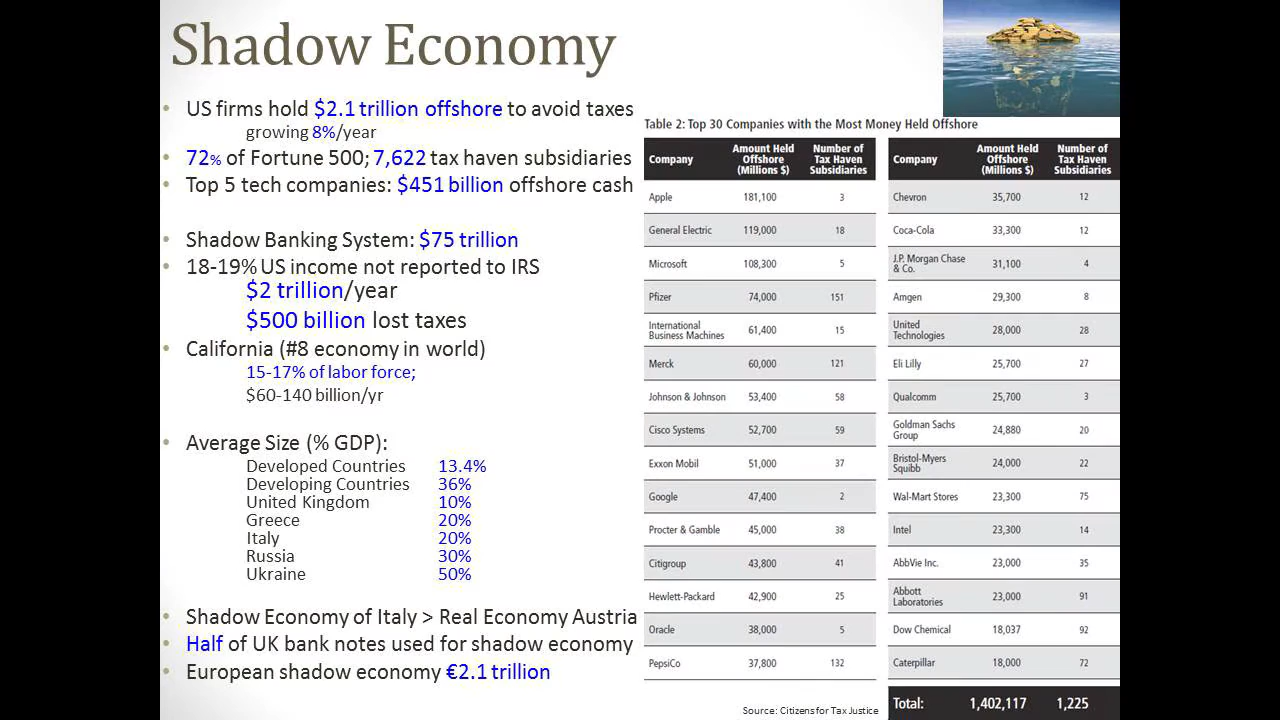 Shadow Economy
US firms hold $2.1 trillion offshore to avoid taxes
growing 8%/year
72% of Fortune 500; 7,622 tax haven subsidiaries
Top 5 tech companies: $451 billion offshore cash
Shadow Banking System: $75 trillion
18-19% US income not reported to IRS
$2 trillion/year
$500 billion lost taxes
California (#8 economy in world)
15-17% of labor force;
$60-140 billion/yr
Average Size (% GDP):
Developed Countries 13.4%
Developing Countries 36%
United Kingdom 10%
Greece 20%
Italy 20%
Russia 30%
Ukraine 50%
Shadow Economy of Italy > Real Economy Austria
Half of UK bank notes used for shadow economy
European shadow economy €2.1 trillion
Table 2: Top 30 Companies with the Most Money Held Offshore
Company Amount Held Offshore (Millions $) Number of Tax Haven Subsidiaries
Apple 181,100 3
General Electric 119,000 18
Microsoft 108,300 5
Pfizer 74,000 151
International Business Machines 61,400 15
Merck 60,000 121
Johnson & Johnson 53,400 58
Cisco Systems 52,700 59
Exxon Mobil 51,000 37
Google 47,400 2
Procter & Gamble 45,000 38
Citigroup 43,800 41
Hewlett-Packard 42,900 25
Oracle 38,000 5
PepsiCo 37,800 132
Company Amount Held Offshore (Millions $) Number of Tax Haven Subsidiaries
Chevron 35,700 12
Coca-Cola 33,300 12
J.P. Morgan Chase & Co. 31,100 4
Amgen 29,300 8
United Technologies 28,000 28
Eli Lilly 25,700 27
Qualcomm 25,700 3
Goldman Sachs Group 24,880 20
Bristol-Myers Squibb 24,000 22
Wal-Mart Stores 23,300 75
Intel 23,300 14
AbbVie Inc. 23,000 35
Abbott Laboratories 23,000 91
Dow Chemical 18,037 92
Caterpillar 18,000 72
Total: 1,402,117 1,225
Source: Citizens for Tax Justice